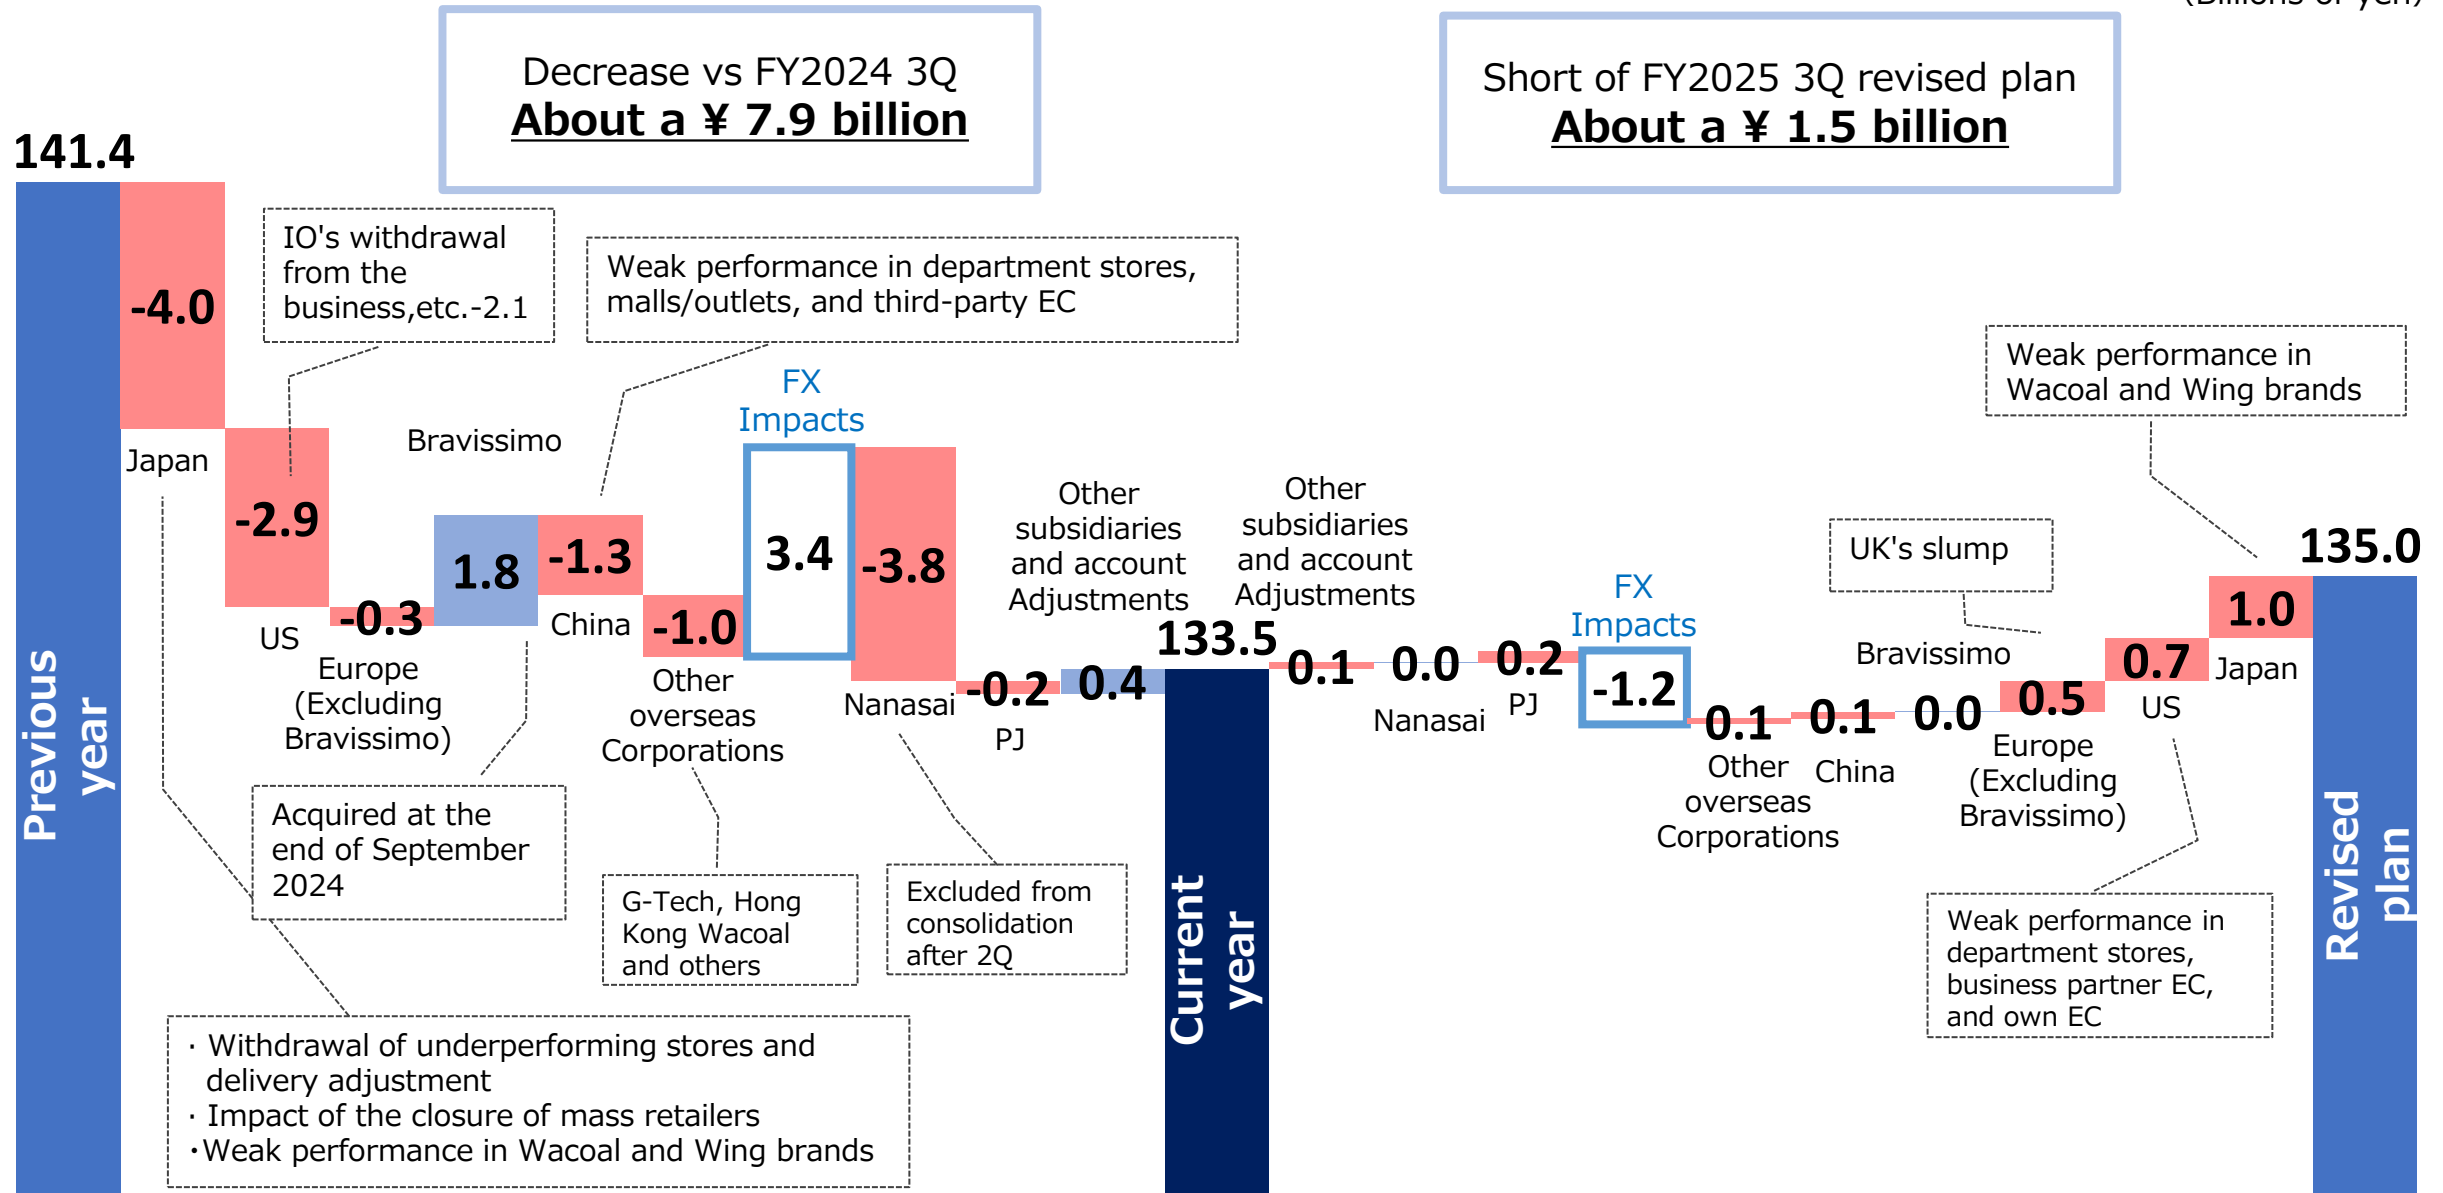 (Billions of yen)
Decrease vs FY2024 3Q
About a ¥ 7.9 billion
Short of FY2025 3Q revised plan
About a ¥ 1.5 billion
141.4
Previous
year
-4.0
Japan
IO's withdrawal
from the
business,etc.-2.1
-2.9
US
-0.3
Europe
(Excluding
Bravissimo)
Bravissimo
1.8
Weak performance in department stores,
malls/outlets, and third-party EC
-1.3
China
-1.0
Other
overseas
Corporations
FX
Impacts
3.4
-3.8
Nanasai
-0.2
PJ
Other
subsidiaries
and account
Adjustments
0.4
133.5
Current
year
Acquired at the
end of September
2024
G-Tech, Hong
Kong Wacoal
and others
Excluded from
consolidation
after 2Q
· Withdrawal of underperforming stores and
delivery adjustment
· Impact of the closure of mass retailers
·Weak performance in Wacoal and Wing brands
Other
subsidiaries
and account
Adjustments
0.1
0.0
Nanasai
0.2
PJ
FX
Impacts
-1.2
0.1
Other
overseas
Corporations
0.1
China
0.0
Bravissimo
UK's slump
0.5
Europe
(Excluding
Bravissimo)
0.7
US
Weak performance in
Wacoal and Wing brands
1.0
Japan
135.0
Revised
plan
Weak performance in
department stores,
business partner EC,
and own EC